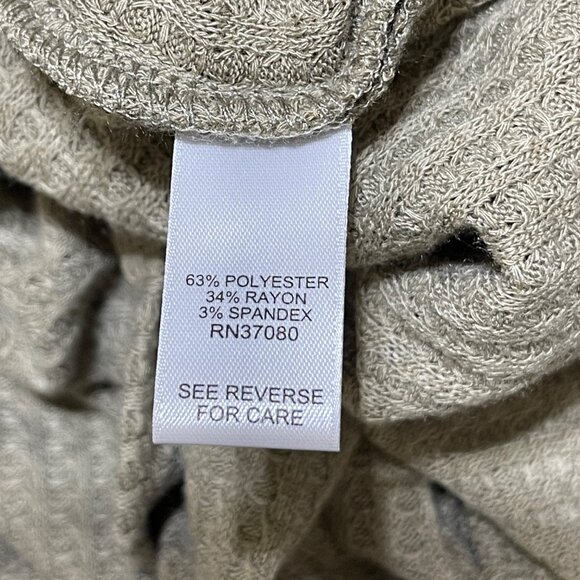 63% POLYESTER
34% RAYON
3% SPANDEX
RN37080
SEE REVERSE
FOR CARE